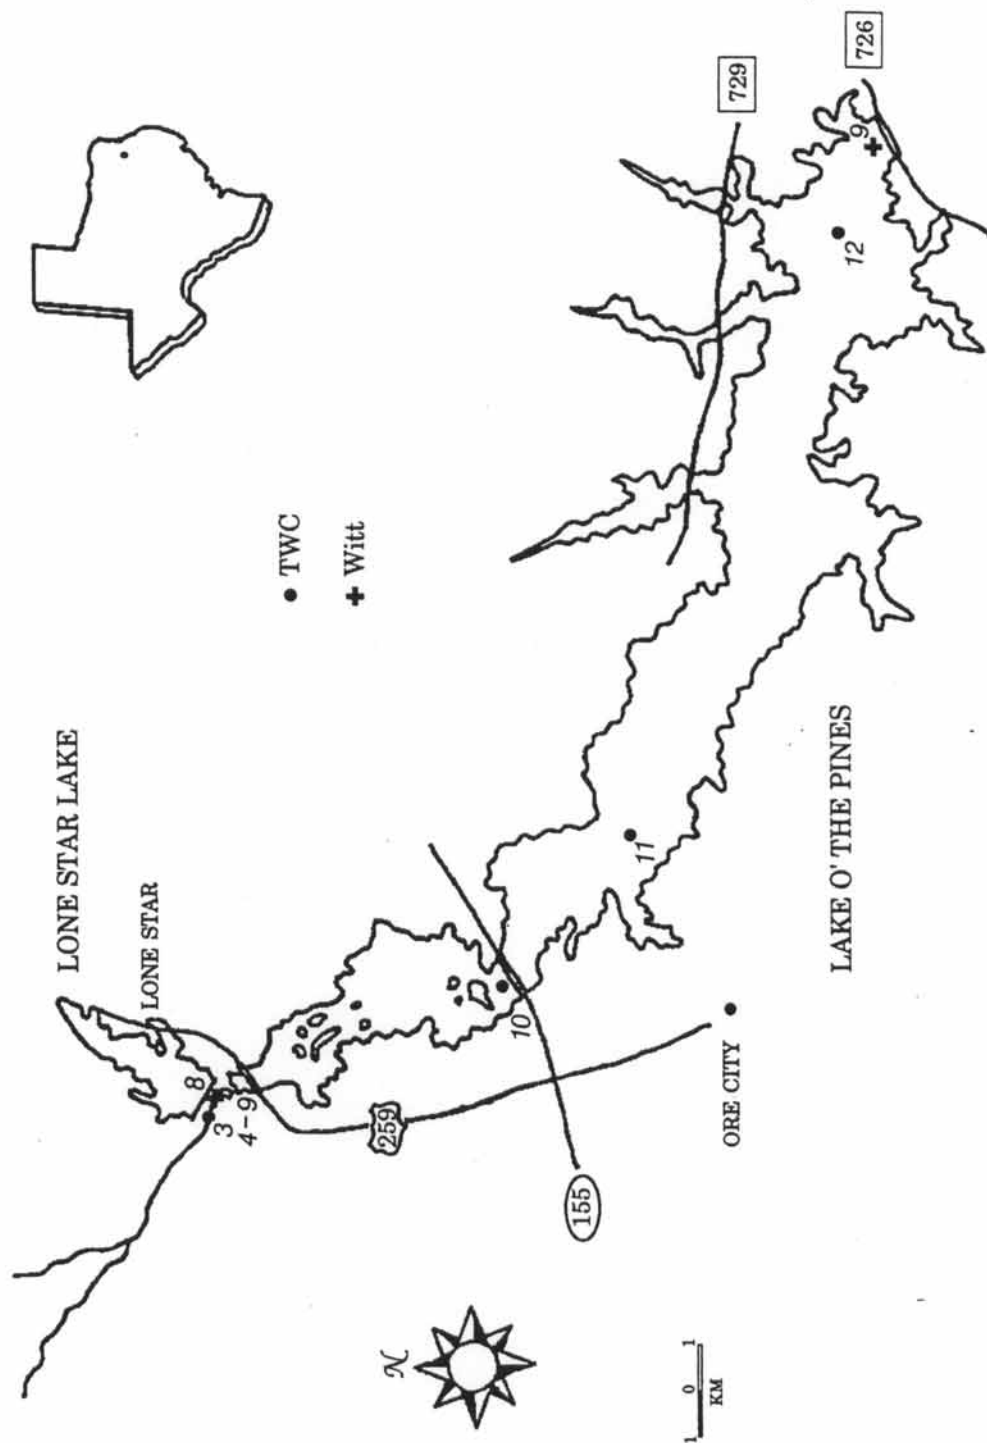 LONE STAR LAKE
LONE STAR
● TWC
✚ Witt
729
726
9
12
8
3
4-9
259
10
11
155
ORE CITY
LAKE O' THE PINES
N
1 0 1
KM